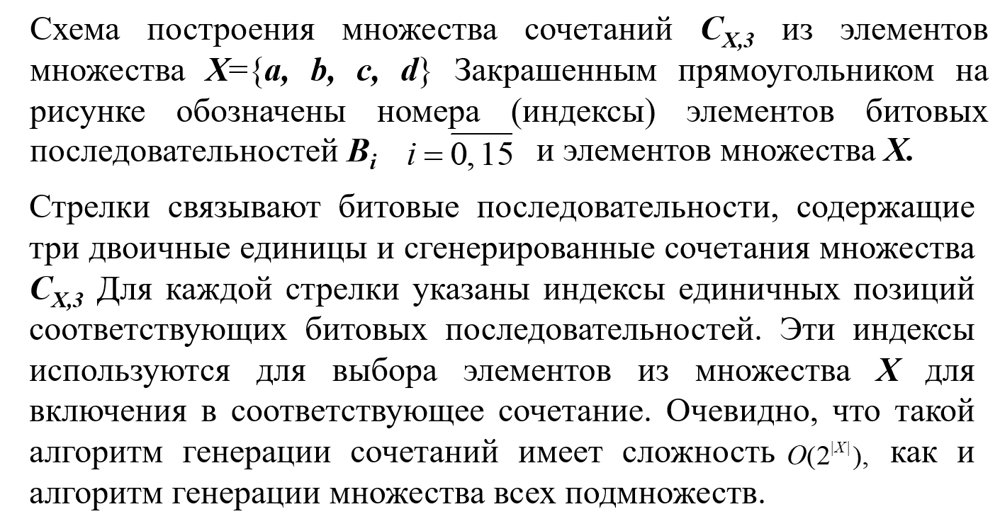 Схема построения множества сочетаний C_X,3 из элементов
множества X={a, b, c, d} Закрашенным прямоугольником на
рисунке обозначены номера (индексы) элементов битовых
последовательностей B_i i = 0, 15 и элементов множества X.
Стрелки связывают битовые последовательности, содержащие
три двоичные единицы и сгенерированные сочетания множества
C_X,3 Для каждой стрелки указаны индексы единичных позиций
соответствующих битовых последовательностей. Эти индексы
используются для выбора элементов из множества X для
включения в соответствующее сочетание. Очевидно, что такой
алгоритм генерации сочетаний имеет сложность O(2^|X|), как и
алгоритм генерации множества всех подмножеств.